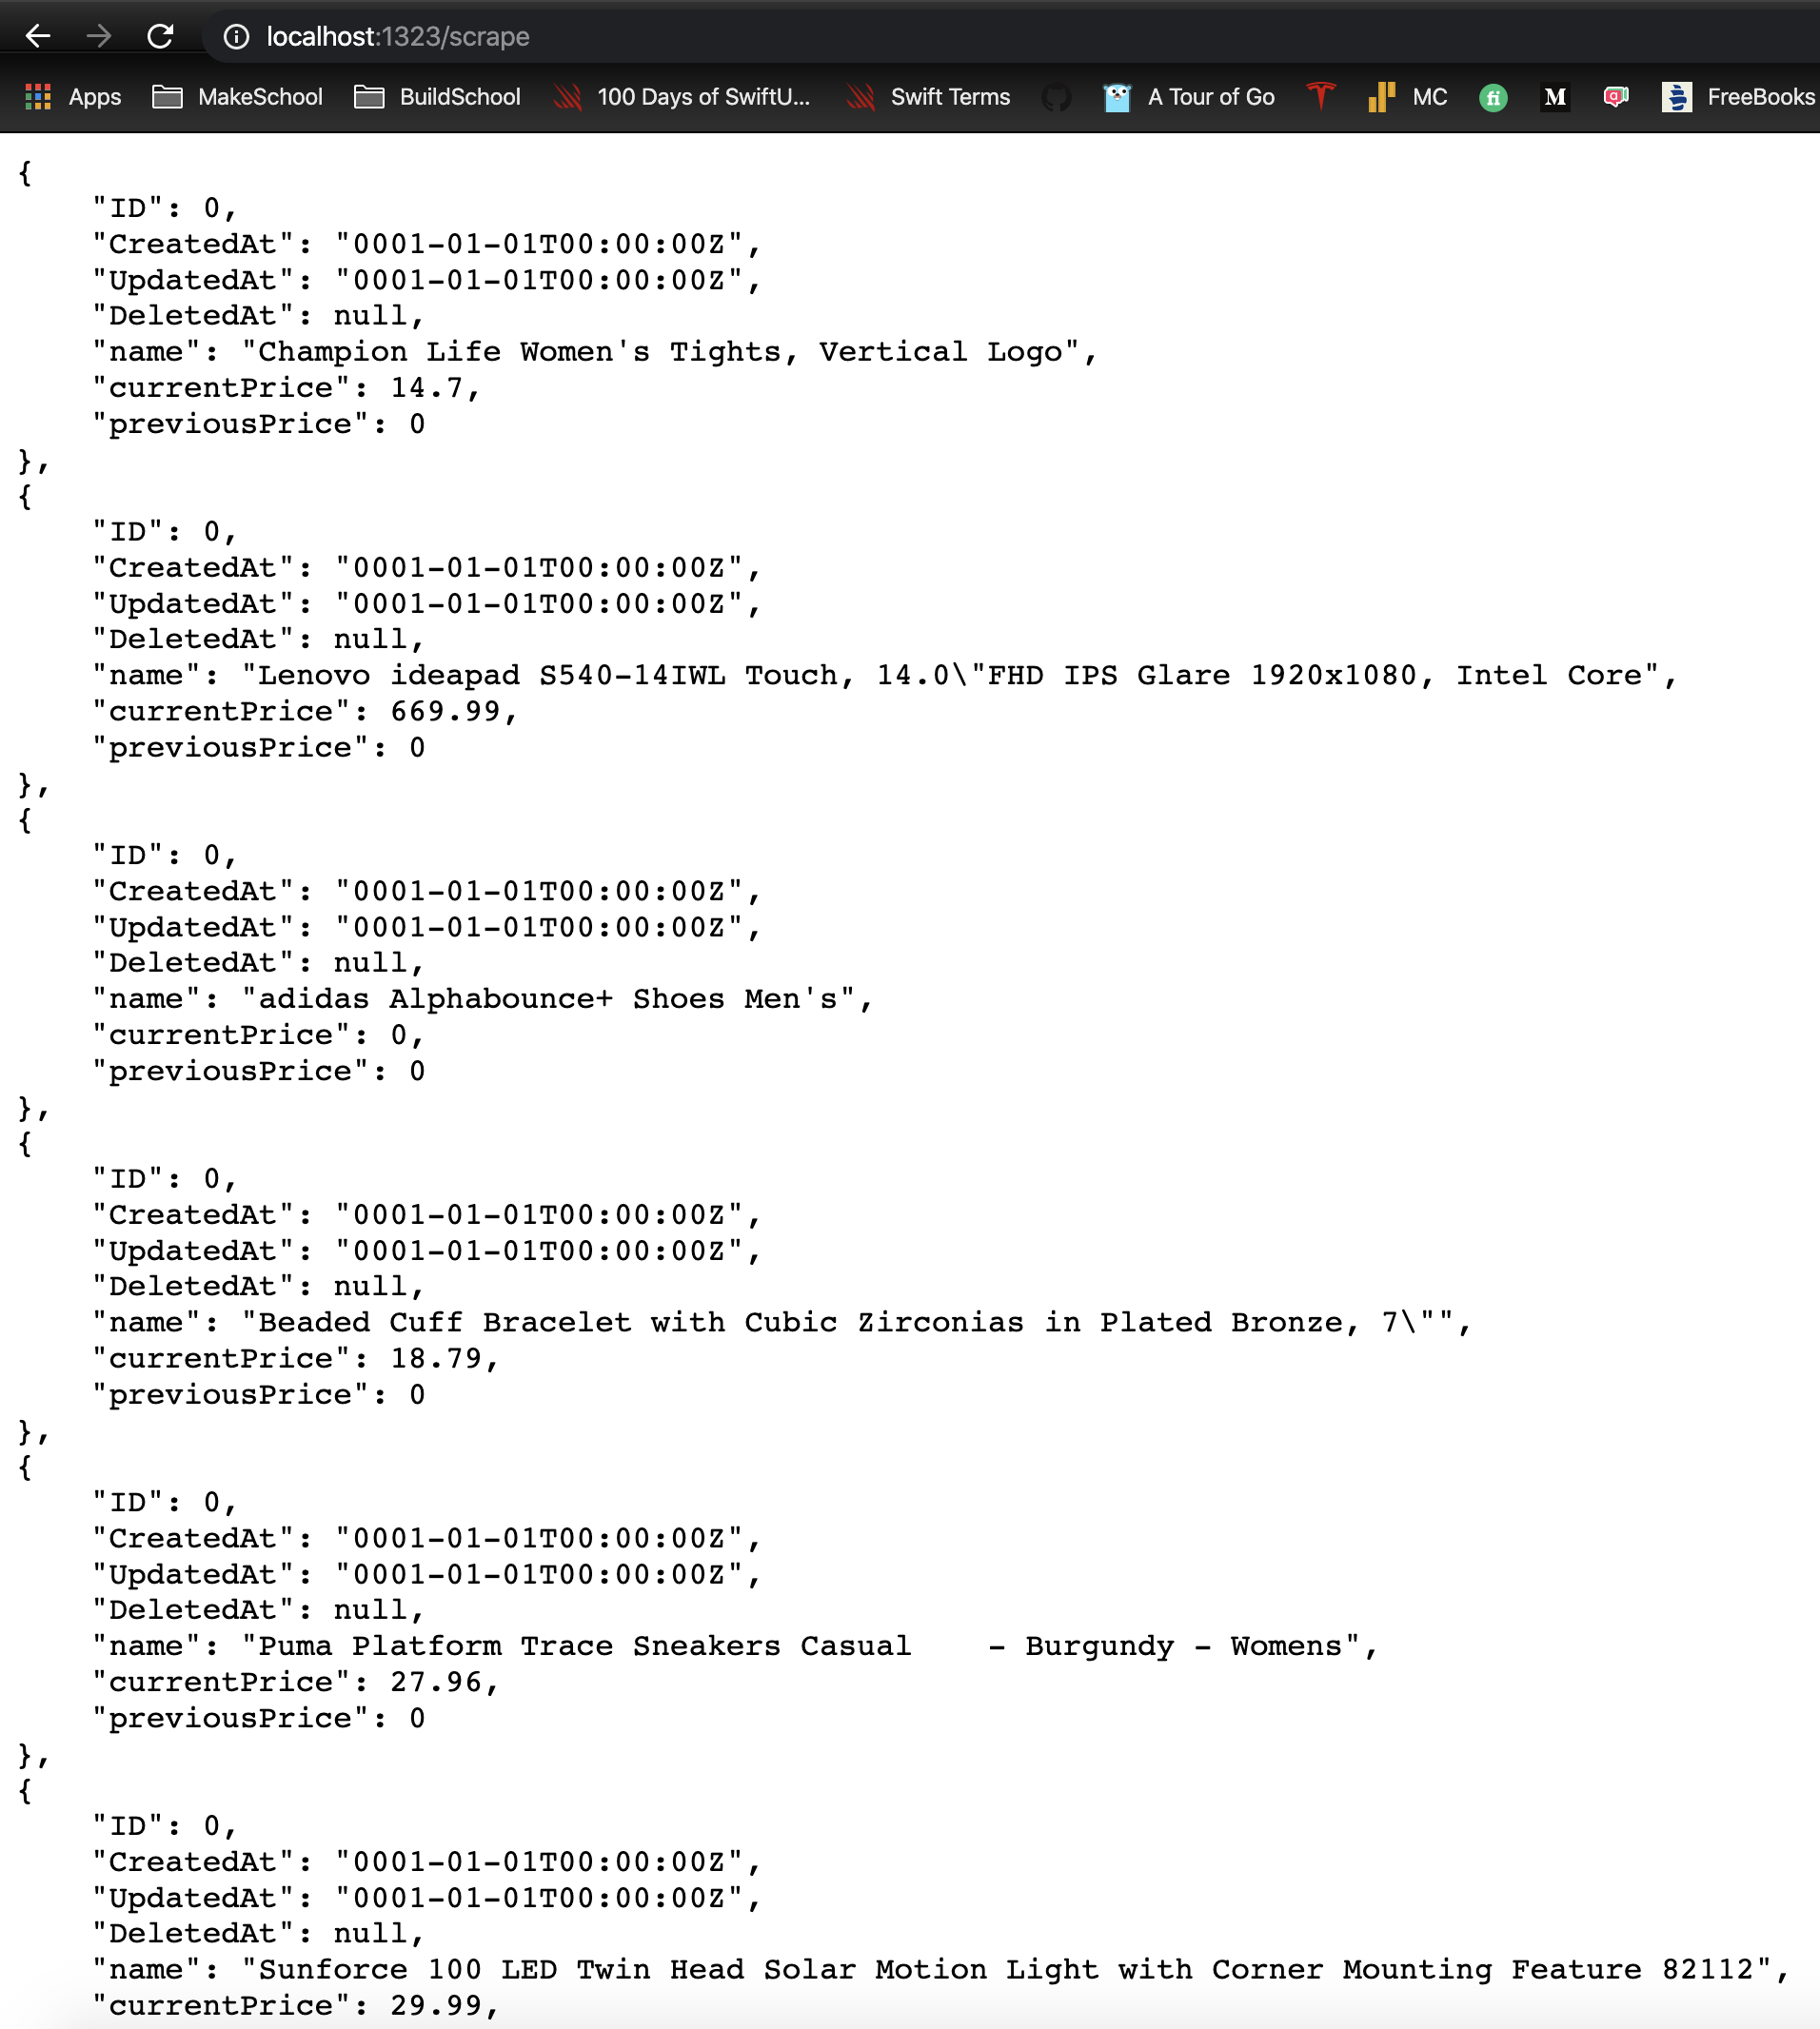 localhost:1323/scrape
Apps MakeSchool BuildSchool 100 Days of SwiftU... Swift Terms A Tour of Go MC fi M a FreeBooks
{
"ID": 0,
"CreatedAt": "0001-01-01T00:00:00Z",
"UpdatedAt": "0001-01-01T00:00:00Z",
"DeletedAt": null,
"name": "Champion Life Women's Tights, Vertical Logo",
"currentPrice": 14.7,
"previousPrice": 0
},
{
"ID": 0,
"CreatedAt": "0001-01-01T00:00:00Z",
"UpdatedAt": "0001-01-01T00:00:00Z",
"DeletedAt": null,
"name": "Lenovo ideapad S540-14IWL Touch, 14.0\"FHD IPS Glare 1920x1080, Intel Core",
"currentPrice": 669.99,
"previousPrice": 0
},
{
"ID": 0,
"CreatedAt": "0001-01-01T00:00:00Z",
"UpdatedAt": "0001-01-01T00:00:00Z",
"DeletedAt": null,
"name": "adidas Alphabounce+ Shoes Men's",
"currentPrice": 0,
"previousPrice": 0
},
{
"ID": 0,
"CreatedAt": "0001-01-01T00:00:00Z",
"UpdatedAt": "0001-01-01T00:00:00Z",
"DeletedAt": null,
"name": "Beaded Cuff Bracelet with Cubic Zirconias in Plated Bronze, 7\"",
"currentPrice": 18.79,
"previousPrice": 0
},
{
"ID": 0,
"CreatedAt": "0001-01-01T00:00:00Z",
"UpdatedAt": "0001-01-01T00:00:00Z",
"DeletedAt": null,
"name": "Puma Platform Trace Sneakers Casual    - Burgundy - Womens",
"currentPrice": 27.96,
"previousPrice": 0
},
{
"ID": 0,
"CreatedAt": "0001-01-01T00:00:00Z",
"UpdatedAt": "0001-01-01T00:00:00Z",
"DeletedAt": null,
"name": "Sunforce 100 LED Twin Head Solar Motion Light with Corner Mounting Feature 82112",
"currentPrice": 29.99,